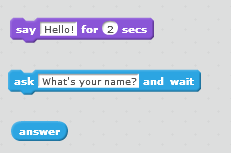 say Hello! for 2 secs
ask What's your name? and wait
answer